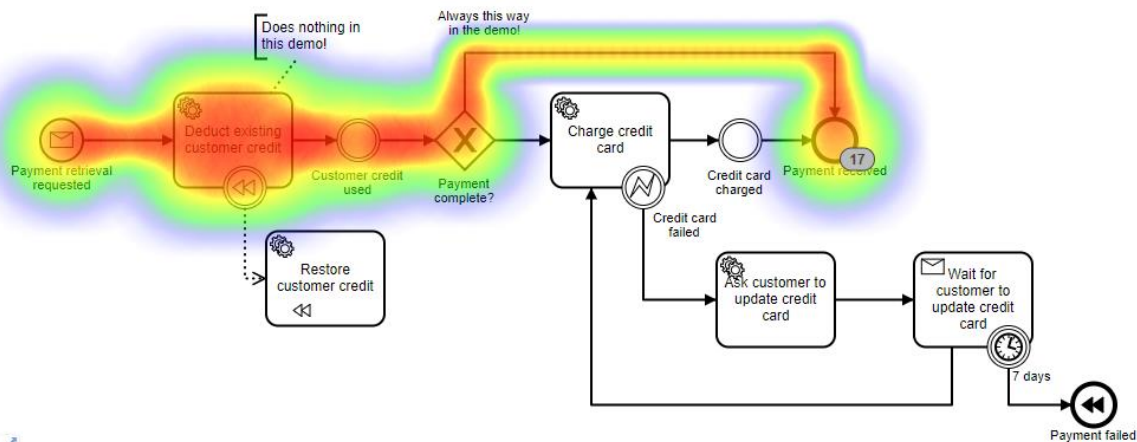 Does nothing in
this demo!
Always this way
in the demo!
Deduct existing
customer credit
Payment retrieval
requested
Customer credit
used
X
Payment
complete?
Charge credit
card
Credit card
charged
17
Payment received
Credit card
failed
Restore
customer credit
Ask customer to
update credit
card
Wait for
customer to
update credit
card
7 days
Payment failed